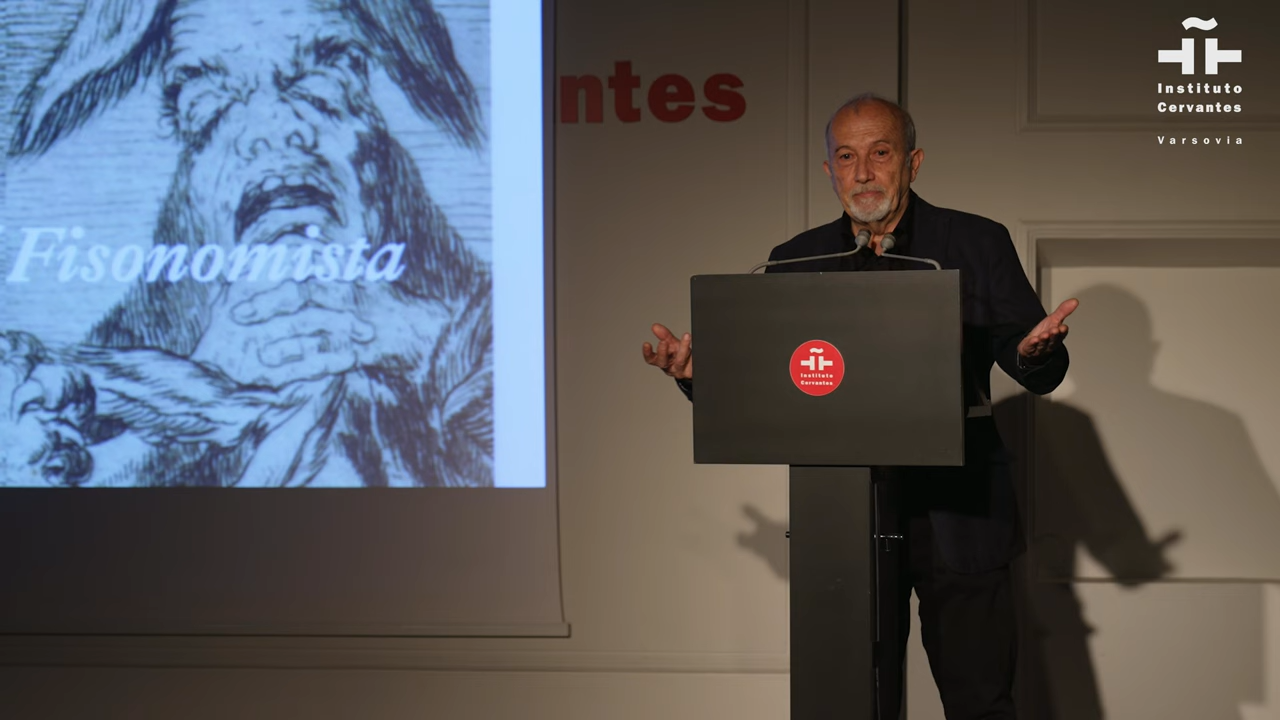 Fisonomista
ntes
Instituto
Cervantes
Varsovia
Instituto
Cervantes